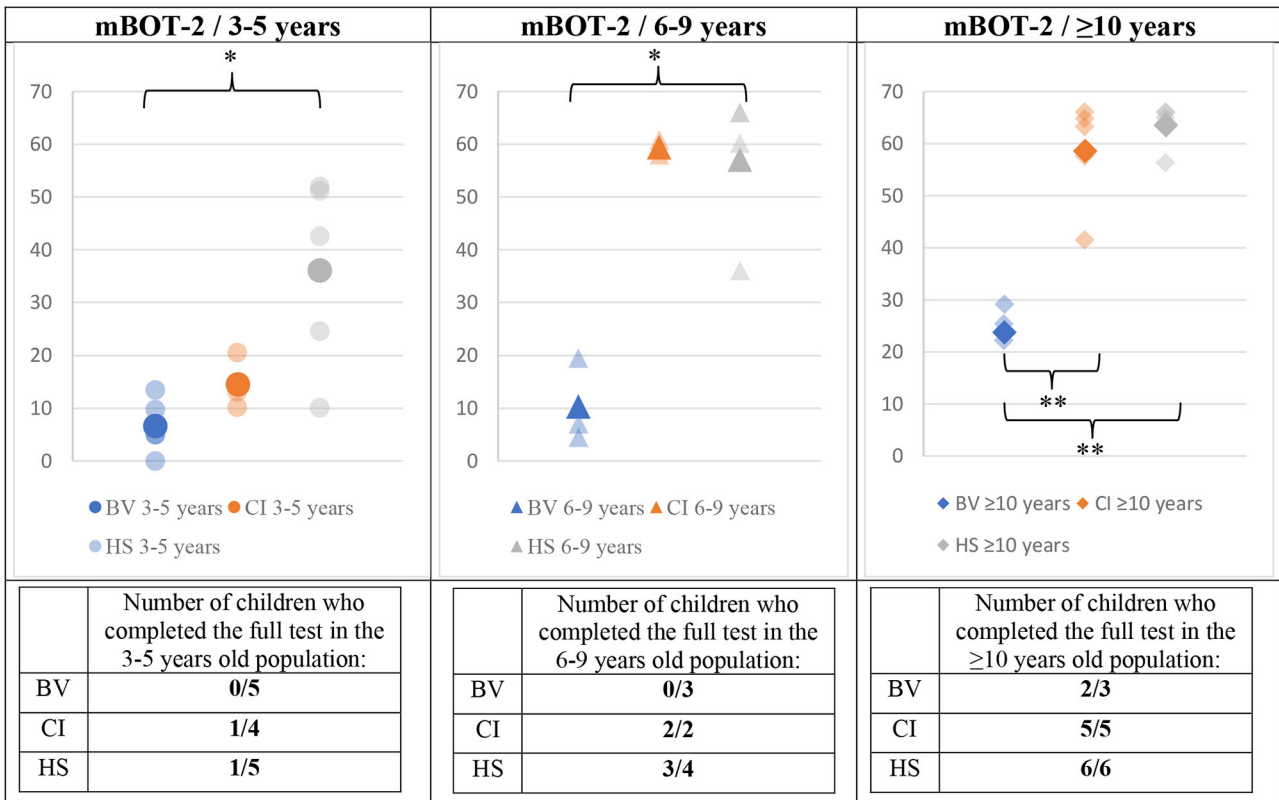 mBOT-2 / 3-5 years
*
70
60
50
40
30
20
10
0
BV 3-5 years CI 3-5 years
HS 3-5 years
Number of children who
completed the full test in the
3-5 years old population:
BV 0/5
CI 1/4
HS 1/5
mBOT-2 / 6-9 years
*
70
60
50
40
30
20
10
0
BV 6-9 years CI 6-9 years
HS 6-9 years
Number of children who
completed the full test in the
6-9 years old population:
BV 0/3
CI 2/2
HS 3/4
mBOT-2 / ≥10 years
70
60
50
40
30
20
10
0
**
**
BV ≥10 years CI ≥10 years
HS ≥10 years
Number of children who
completed the full test in the
≥10 years old population:
BV 2/3
CI 5/5
HS 6/6